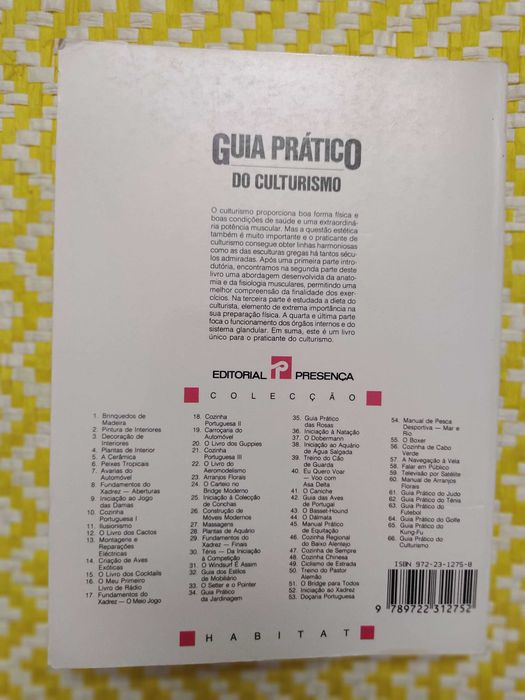 GUIA PRÁTICO
DO CULTURISMO
O culturismo proporciona boa forma física e
boas condições de saúde e uma extraordiná-
ria potência muscular. Mas a questão estética
também é muito importante e o praticante de
culturismo consegue obter linhas harmoniosas
como as das esculturas gregas há tantos sécu-
los admiradas. Após uma primeira parte intro-
dutória, encontramos na segunda parte deste
livro uma abordagem desenvolvida da anato-
mia e da fisiologia musculares, permitindo uma
melhor compreensão da finalidade dos exer-
cícios. Na terceira parte é estudada a dieta do
culturista, elemento de extrema importância na
sua preparação física. A quarta e última parte
foca o funcionamento dos órgãos internos e do
sistema glandular. Em suma, este é um livro
único para o praticante do culturismo.
EDITORIAL P PRESENÇA
COLECÇÃO
1. Brinquedos de
Madeira
2. Pintura de Interiores
3. Decoração de
Interiores
4. Plantas de Interior
5. A Cerâmica
6. Peixes Tropicais
7. Avarias do
Automóvel
8. Fundamentos do
Xadrez — Aberturas
9. Iniciação ao Jogo
das Damas
10. Cozinha
Portuguesa I
11. Ilusionismo
12. O Livro dos Cactos
13. Montagens e
Reparações
Eléctricas
14. Criação de Aves
Exóticas
15. O Livro dos Cocktails
16. O Meu Primeiro
Livro de Rádio
17. Fundamentos do
Xadrez — O Meio Jogo
18. Cozinha
Portuguesa II
19. Carroçaria do
Automóvel
20. O Livro dos Guppies
21. Cozinha
Portuguesa III
22. O Livro do
Aeromodelismo
23. Arranjos Florais
24. O Carteio no
Bridge Moderno
25. Iniciação à Colecção
de Conchas
26. Construção de
Móveis Modernos
27. Massagens
28. Plantas de Aquário
29. Fundamentos do
Xadrez — Finais
30. Ténis — Da Iniciação
à Competição
31. O Windsurf É Assim
32. Guia dos Estilos
de Mobiliário
33. O Setter e o Pointer
34. Guia Prático
da Jardinagem
35. Guia Prático
das Rosas
36. Iniciação à Natação
37. O Dobermann
38. Iniciação ao Aquário
de Água Salgada
39. Treino do Cão
de Guarda
40. Eu Quero Voar
— Voo com
Asa Delta
41. O Caniche
42. Guia das Aves
de Portugal
43. O Basset-Hound
44. O Dálmata
45. Manual Prático
de Equitação
46. Cozinha Regional
do Baixo Alentejo
47. Cozinha de Sempre
48. Cozinha Chinesa
49. Ciclismo de Estrada
50. Treino do Pastor
Alemão
51. O Bridge para Todos
52. Iniciação ao Xadrez
53. Doçaria Portuguesa
54. Manual de Pesca
Desportiva — Mar e
Rio
55. O Boxer
56. Cozinha de Cabo
Verde
57. A Navegação à Vela
58. Falar em Público
59. Televisão por Satélite
60. Manual de Arranjos
Florais
61. Guia Prático do Judo
62. Guia Prático do Ténis
63. Guia Prático do
Futebol
64. Guia Prático do Golfe
65. Guia Prático do
Kung-Fu
66. Guia Prático do
Culturismo
ISBN 972-23-1275-8
9 789722 312752
HABITAT